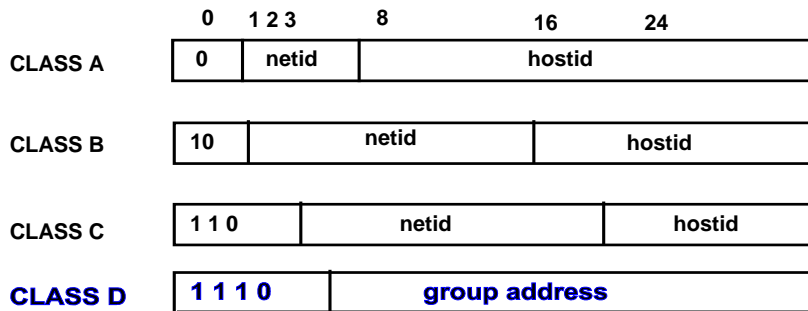 0 1 2 3 8 16 24
CLASS A 0 netid hostid
CLASS B 10 netid hostid
CLASS C 1 1 0 netid hostid
CLASS D 1 1 1 0 group address